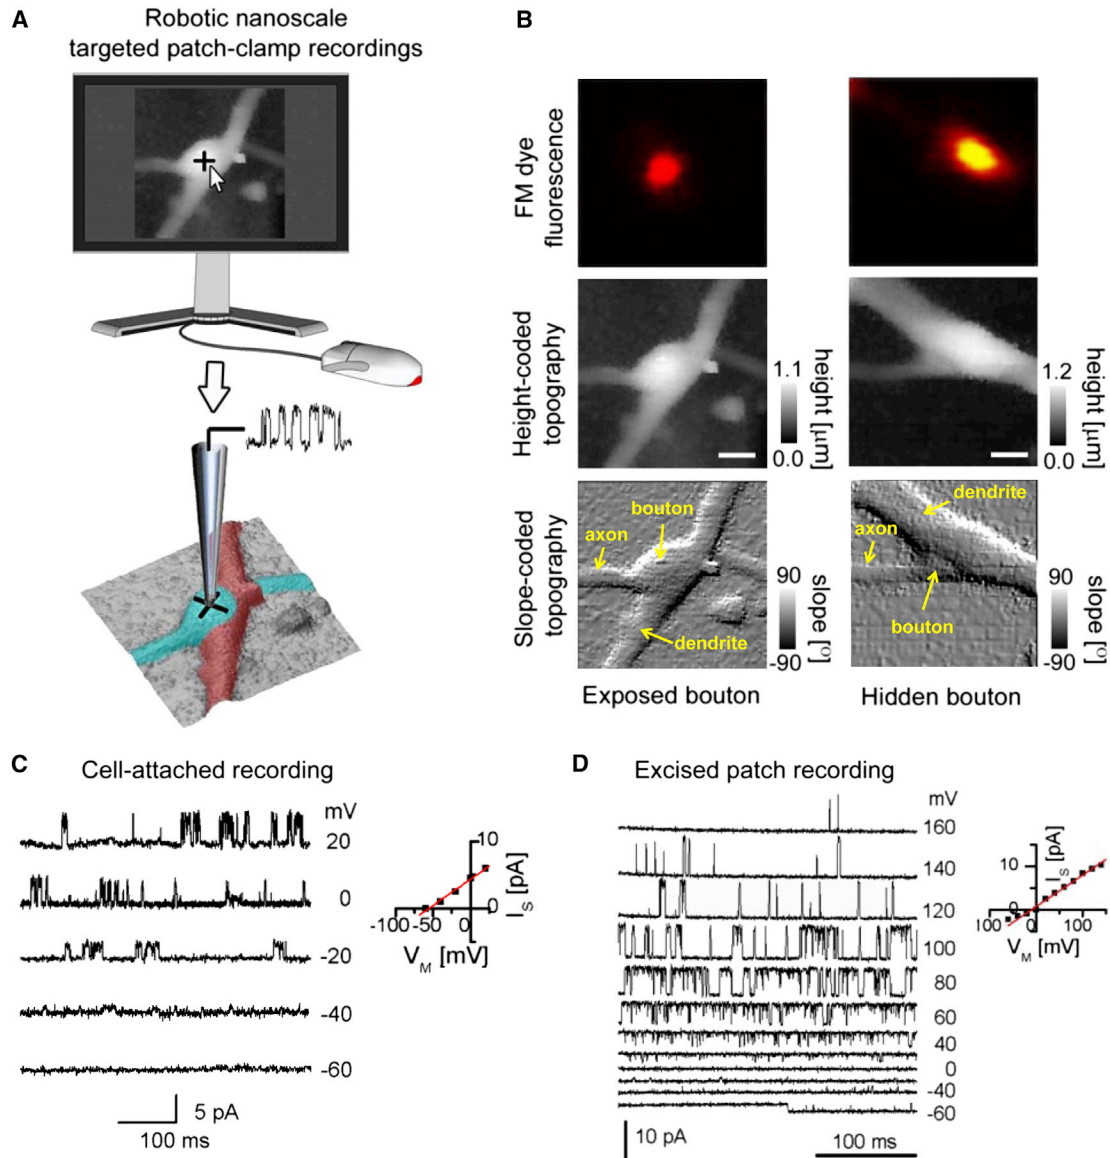 A
Robotic nanoscale
targeted patch-clamp recordings
B
FM dye
fluorescence
Height-coded
topography
1.1
0.0
height [μm]
1.2
0.0
height [μm]
Slope-coded
topography
bouton
axon
dendrite
90
-90
slope [º]
dendrite
axon
bouton
90
-90
slope [º]
Exposed bouton
Hidden bouton
C
Cell-attached recording
mV
20
0
-20
-40
-60
5 pA
100 ms
10
0
-100
-50
0
I_S [pA]
V_M [mV]
D
Excised patch recording
mV
160
140
120
100
80
60
40
0
-40
-60
10 pA
100 ms
10
0
100
0
100
I_S [pA]
V_M [mV]